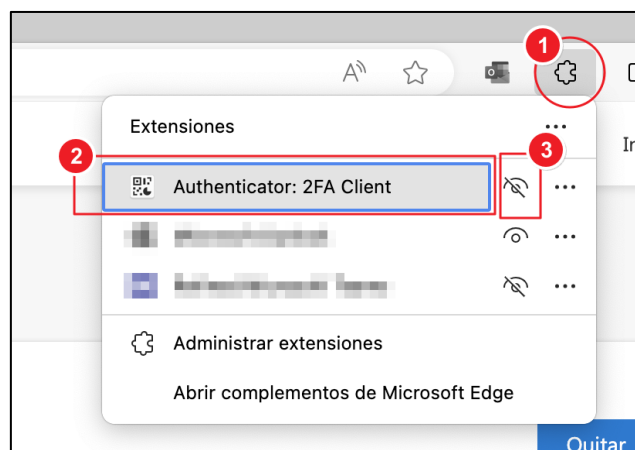 1
Extensiones
2
3
Authenticator: 2FA Client
Administrar extensiones
Abrir complementos de Microsoft Edge
Quitar